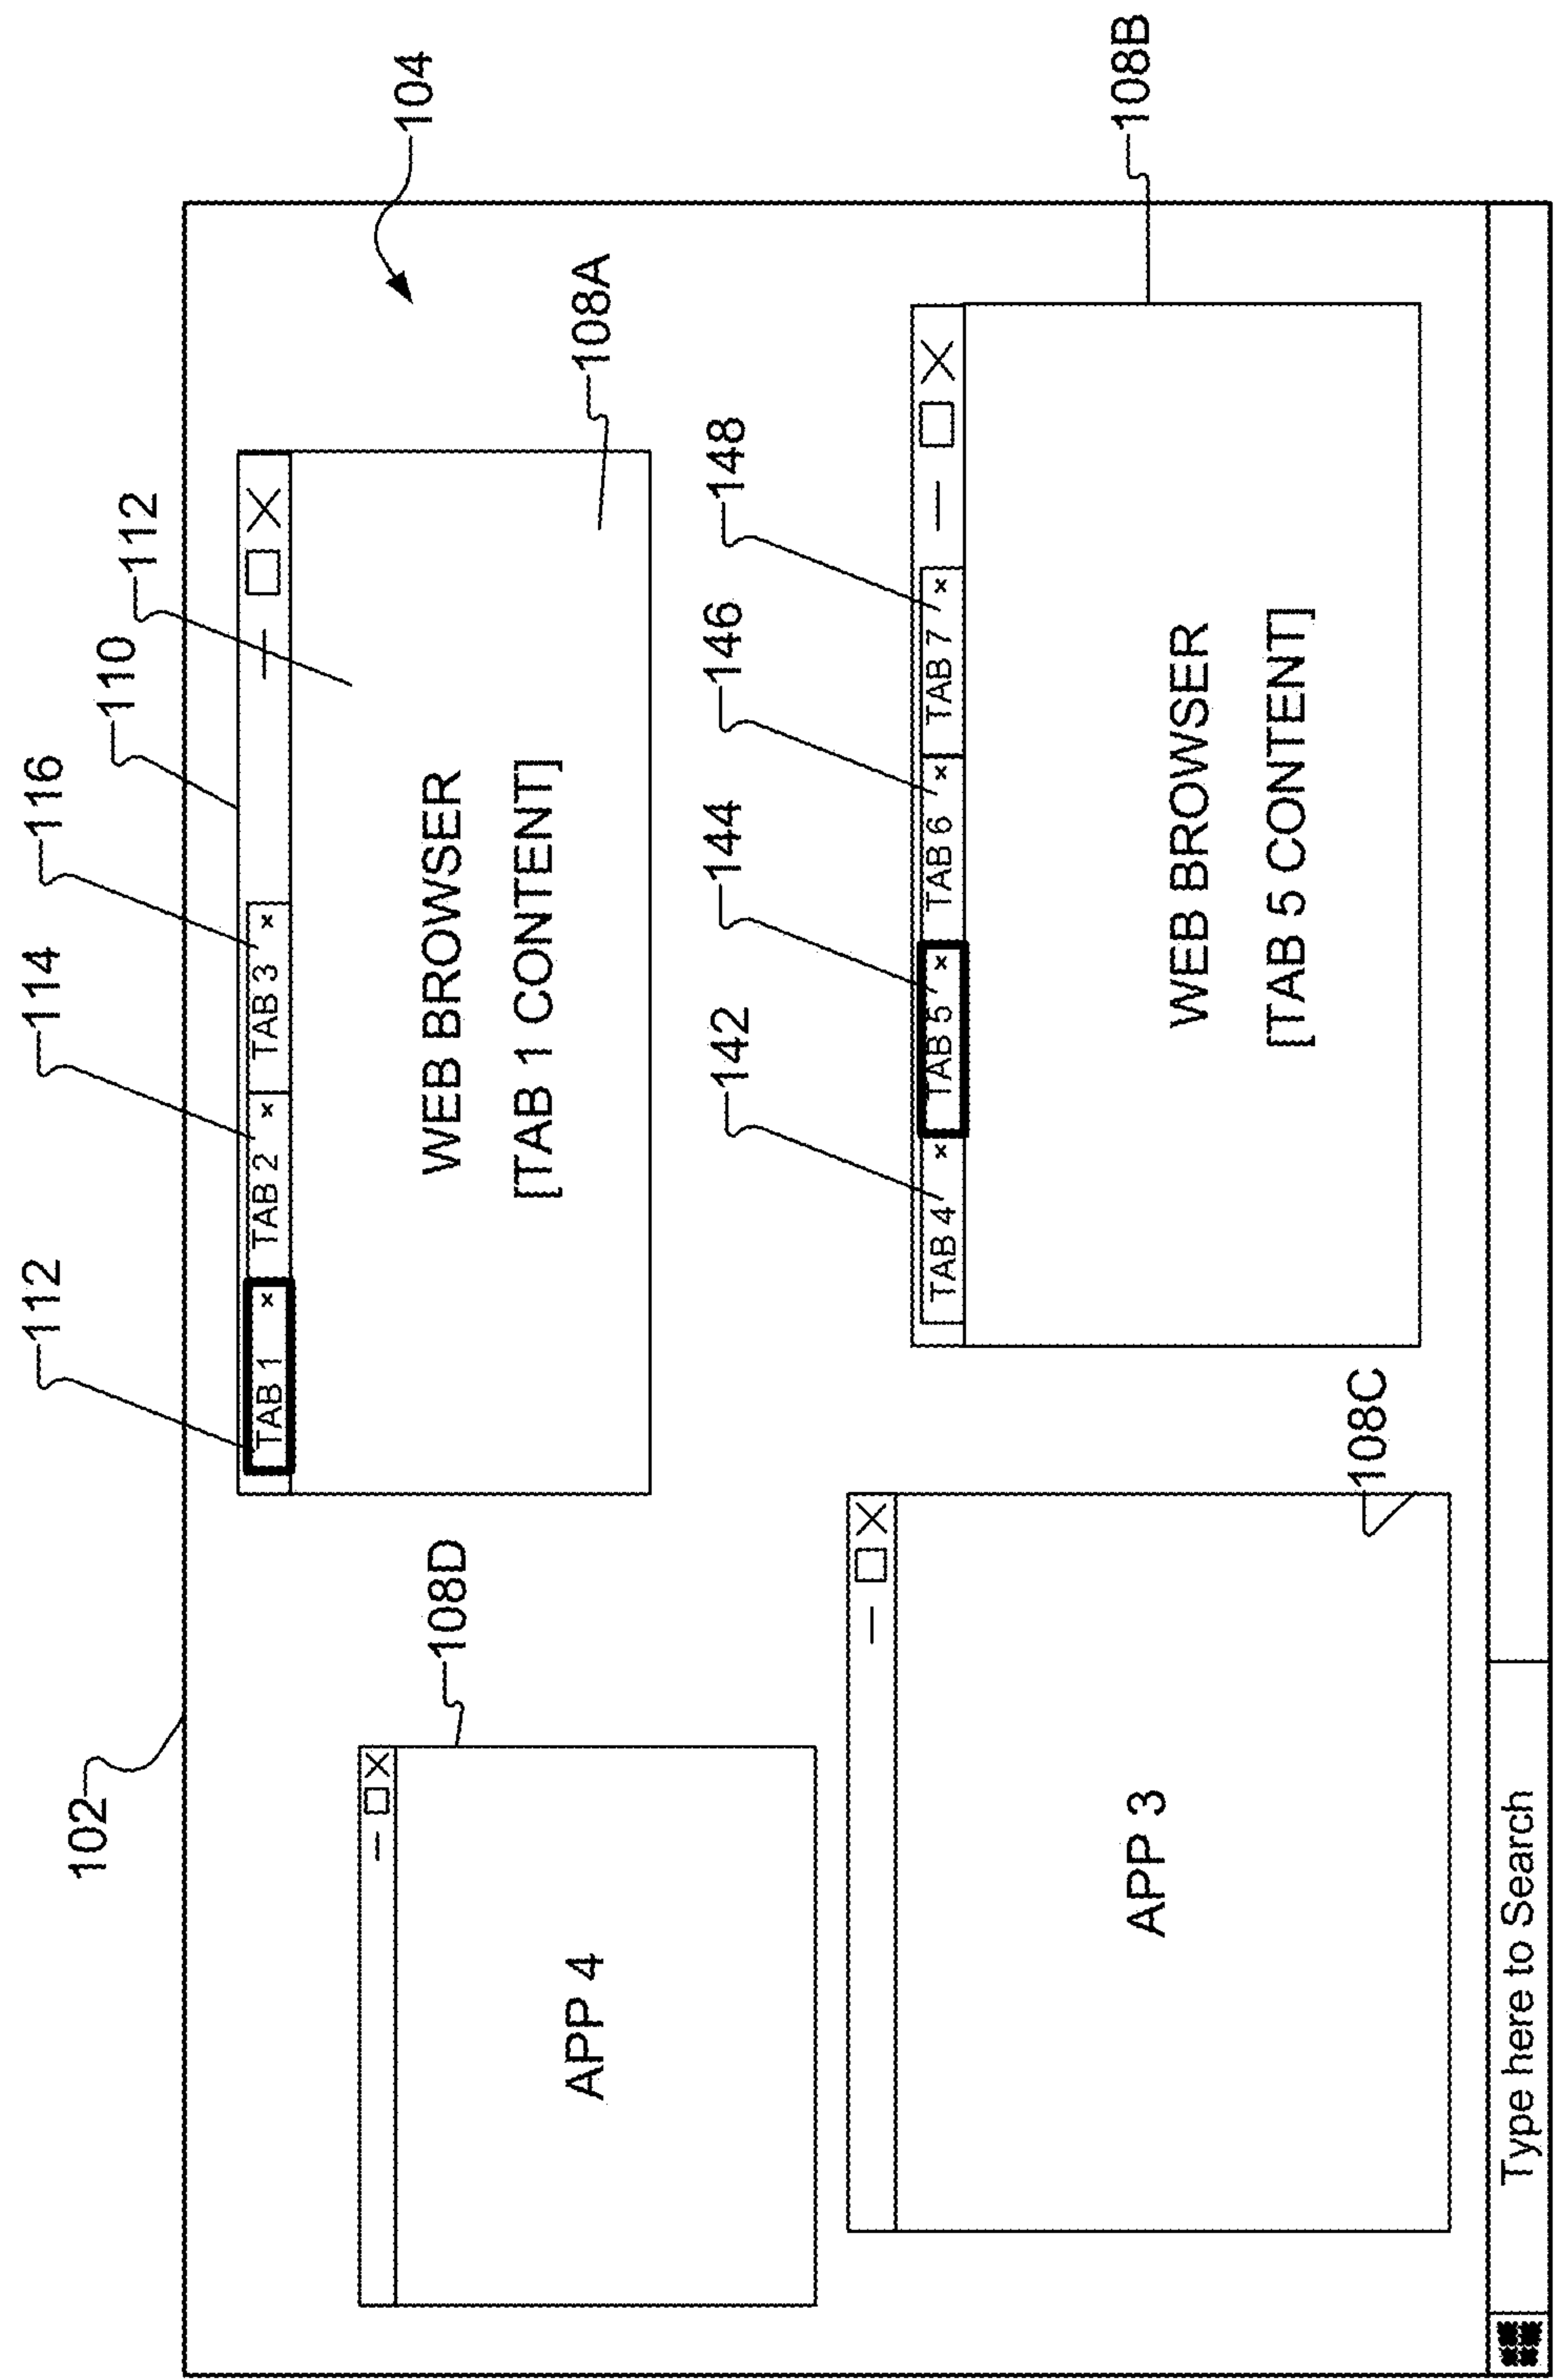 102
112
114
116
110
112
104
TAB 1 ×
TAB 2 ×
TAB 3 ×
WEB BROWSER
[TAB 1 CONTENT]
108A
108D
APP 4
142
144
146
148
TAB 4 ×
TAB 5 ×
TAB 6 ×
TAB 7 ×
WEB BROWSER
[TAB 5 CONTENT]
108B
APP 3
108C
Type here to Search